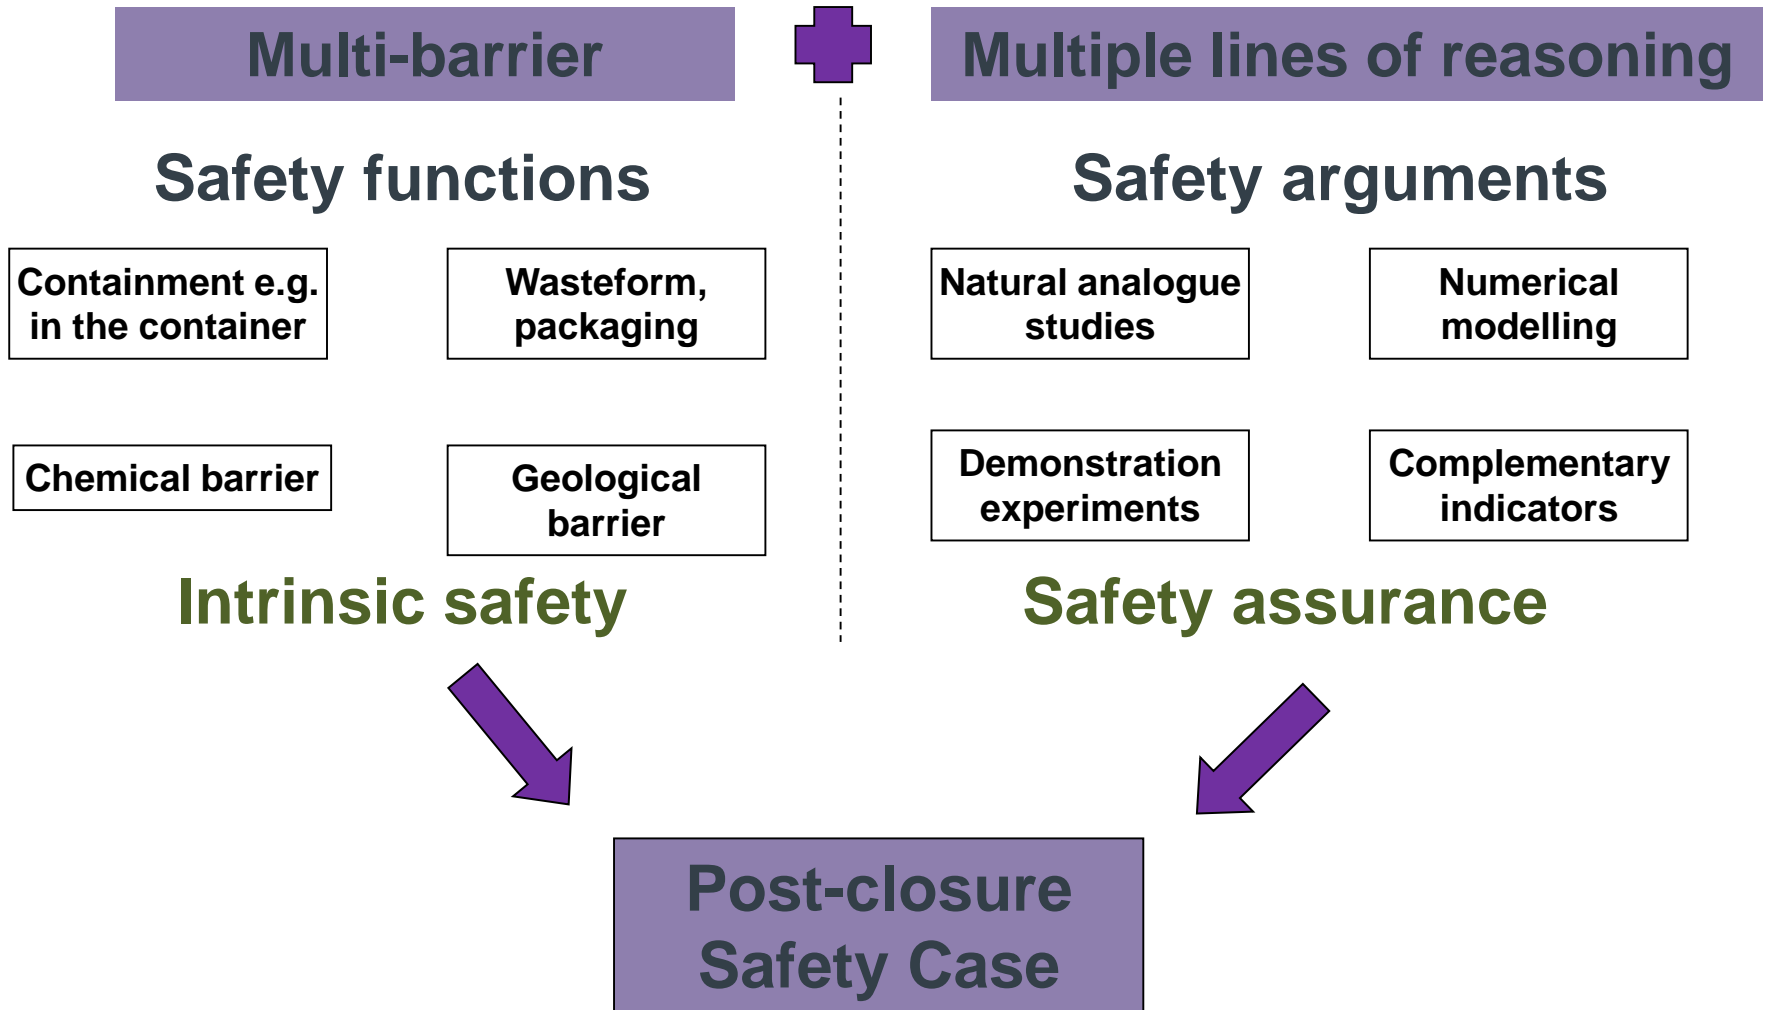 Multi-barrier
Multiple lines of reasoning
Safety functions
Safety arguments
Containment e.g.
in the container
Wasteform,
packaging
Natural analogue
studies
Numerical
modelling
Chemical barrier
Geological
barrier
Demonstration
experiments
Complementary
indicators
Intrinsic safety
Safety assurance
Post-closure
Safety Case